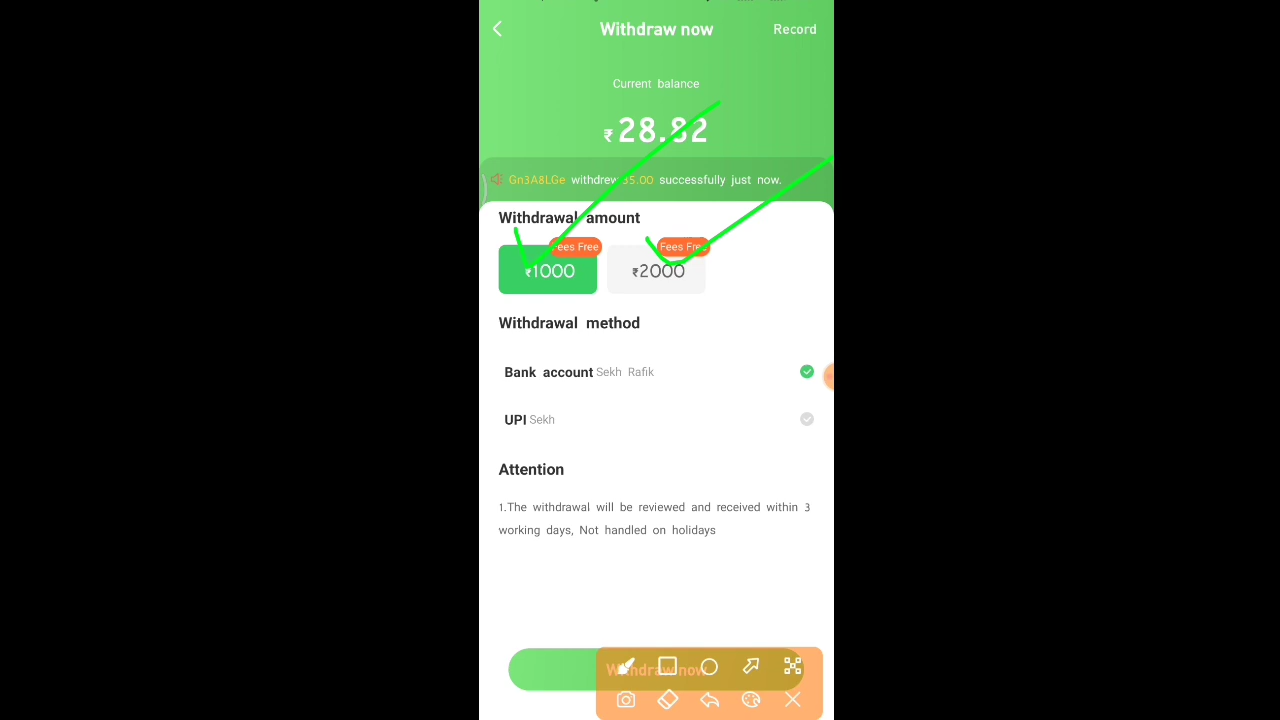 Withdraw now
Record
Current balance
₹28.82
Gn3A8LGe withdrew 35.00 successfully just now.
Withdrawal amount
Fees Free
Fees Free
₹1000
₹2000
Withdrawal method
Bank account Sekh Rafik
UPI Sekh
Attention
1.The withdrawal will be reviewed and received within 3
working days, Not handled on holidays
Withdraw now